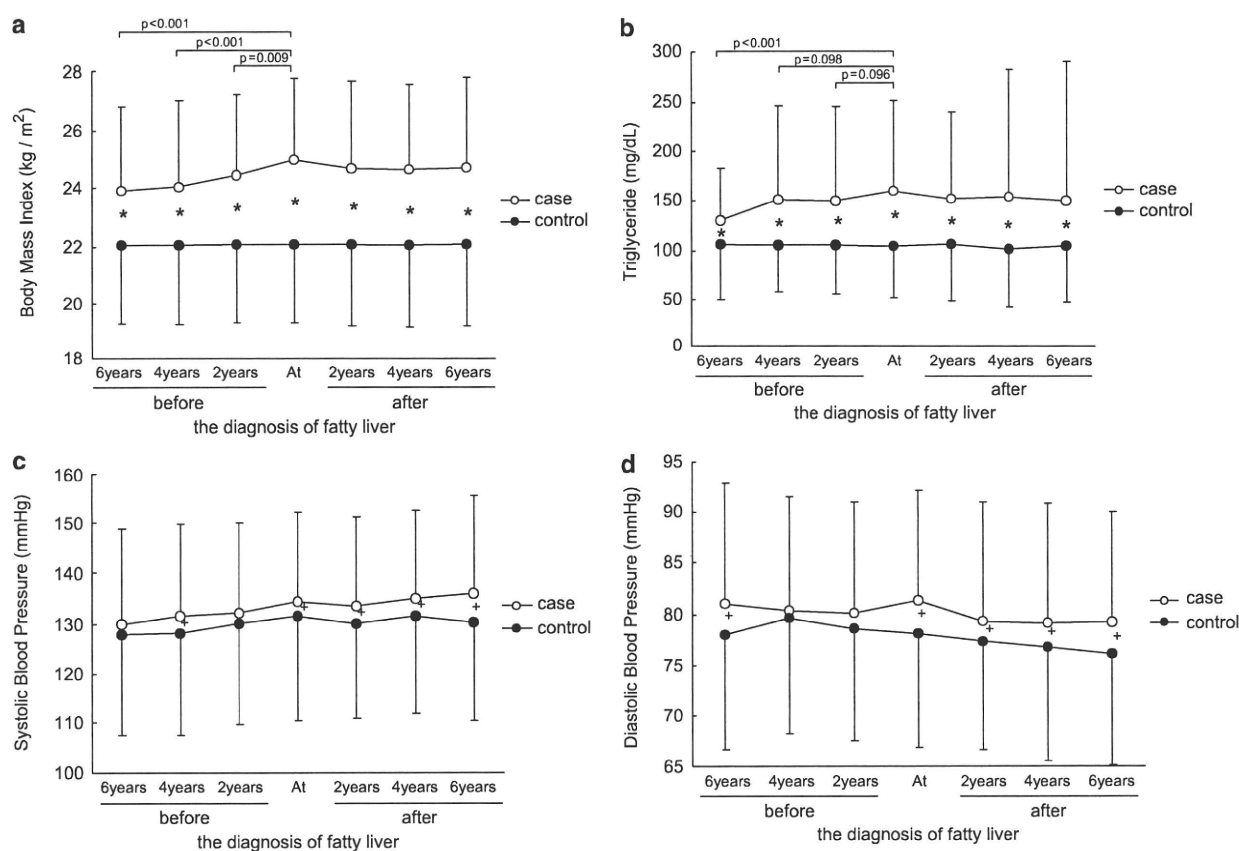 a
p<0.001
p<0.001
p=0.009
28
26
24
22
20
18
Body Mass Index (kg / m²)
* * * * * * *
case
control
6years 4years 2years At 2years 4years 6years
before after
the diagnosis of fatty liver
b
p<0.001
p=0.098
p=0.096
300
250
200
150
100
50
0
Triglyceride (mg/dL)
* * * * * * *
case
control
6years 4years 2years At 2years 4years 6years
before after
the diagnosis of fatty liver
c
160
150
140
130
120
110
100
Systolic Blood Pressure (mmHg)
+ + + + +
case
control
6years 4years 2years At 2years 4years 6years
before after
the diagnosis of fatty liver
d
95
90
85
80
75
70
65
Diastolic Blood Pressure (mmHg)
+ + + + +
case
control
6years 4years 2years At 2years 4years 6years
before after
the diagnosis of fatty liver